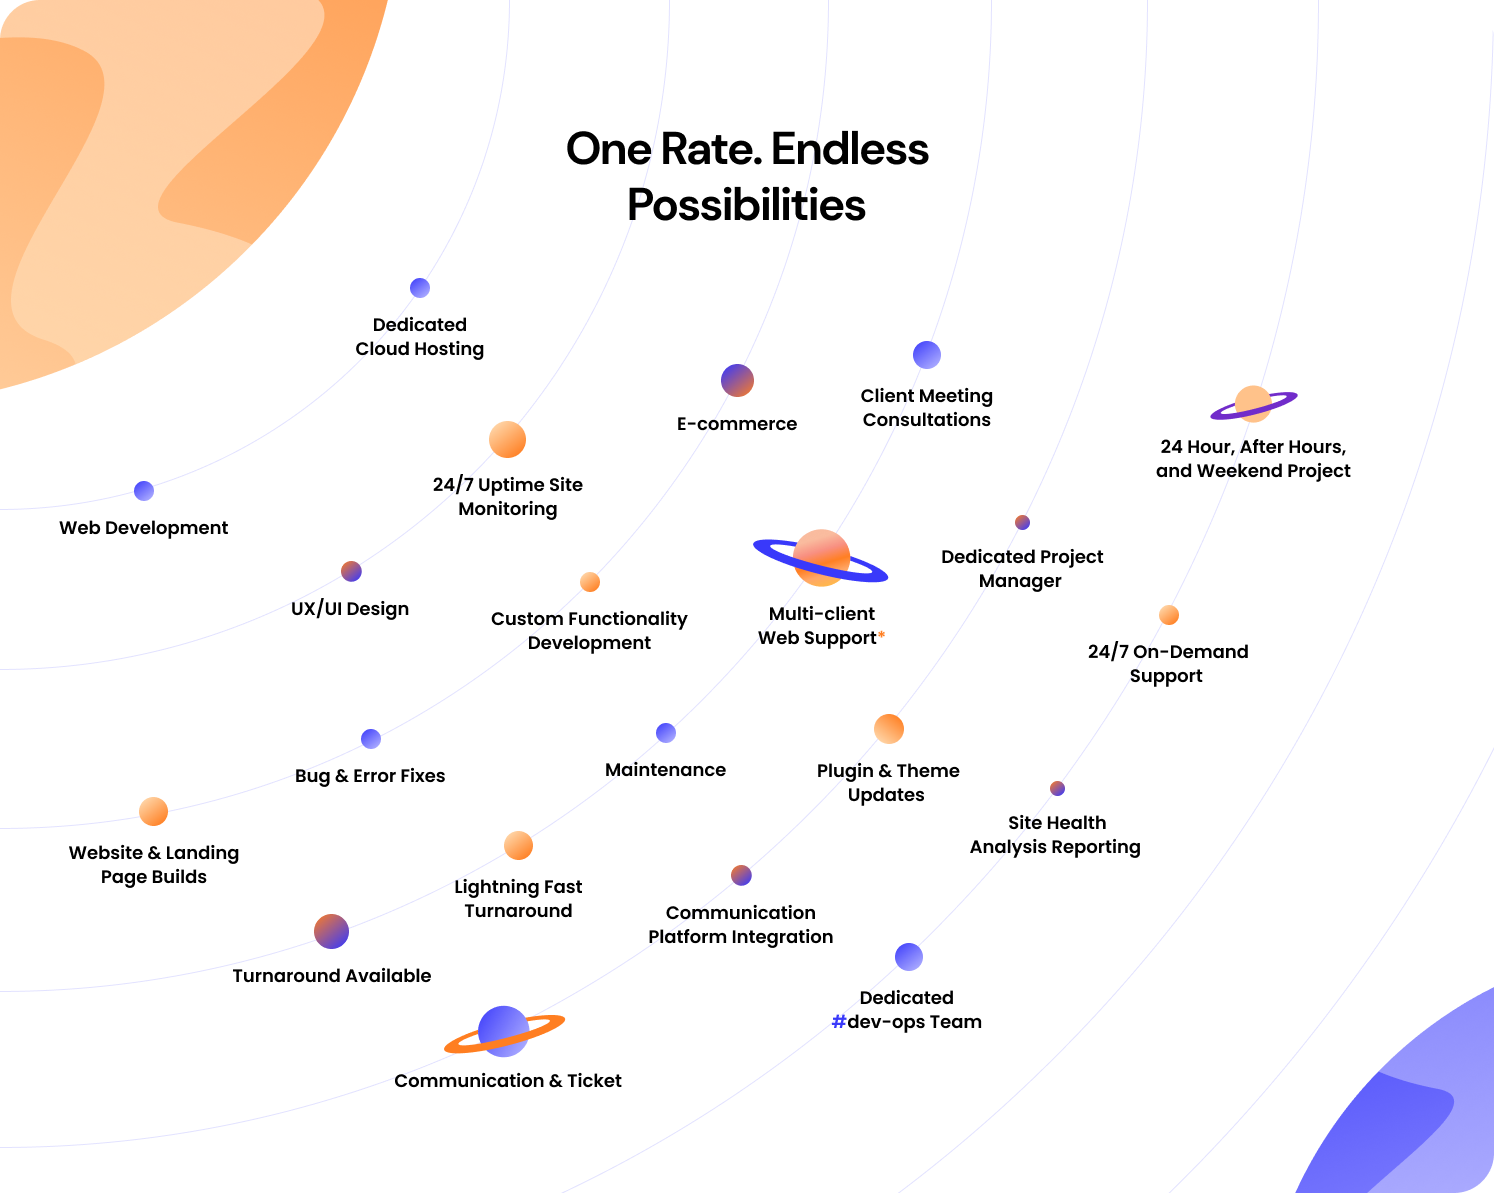 One Rate. Endless
Possibilities
Dedicated
Cloud Hosting
E-commerce
Client Meeting
Consultations
24 Hour, After Hours,
and Weekend Project
24/7 Uptime Site
Monitoring
Web Development
UX/UI Design
Custom Functionality
Development
Multi-client
Web Support*
Dedicated Project
Manager
24/7 On-Demand
Support
Bug & Error Fixes
Maintenance
Plugin & Theme
Updates
Site Health
Analysis Reporting
Website & Landing
Page Builds
Lightning Fast
Turnaround
Communication
Platform Integration
Turnaround Available
Dedicated
#dev-ops Team
Communication & Ticket